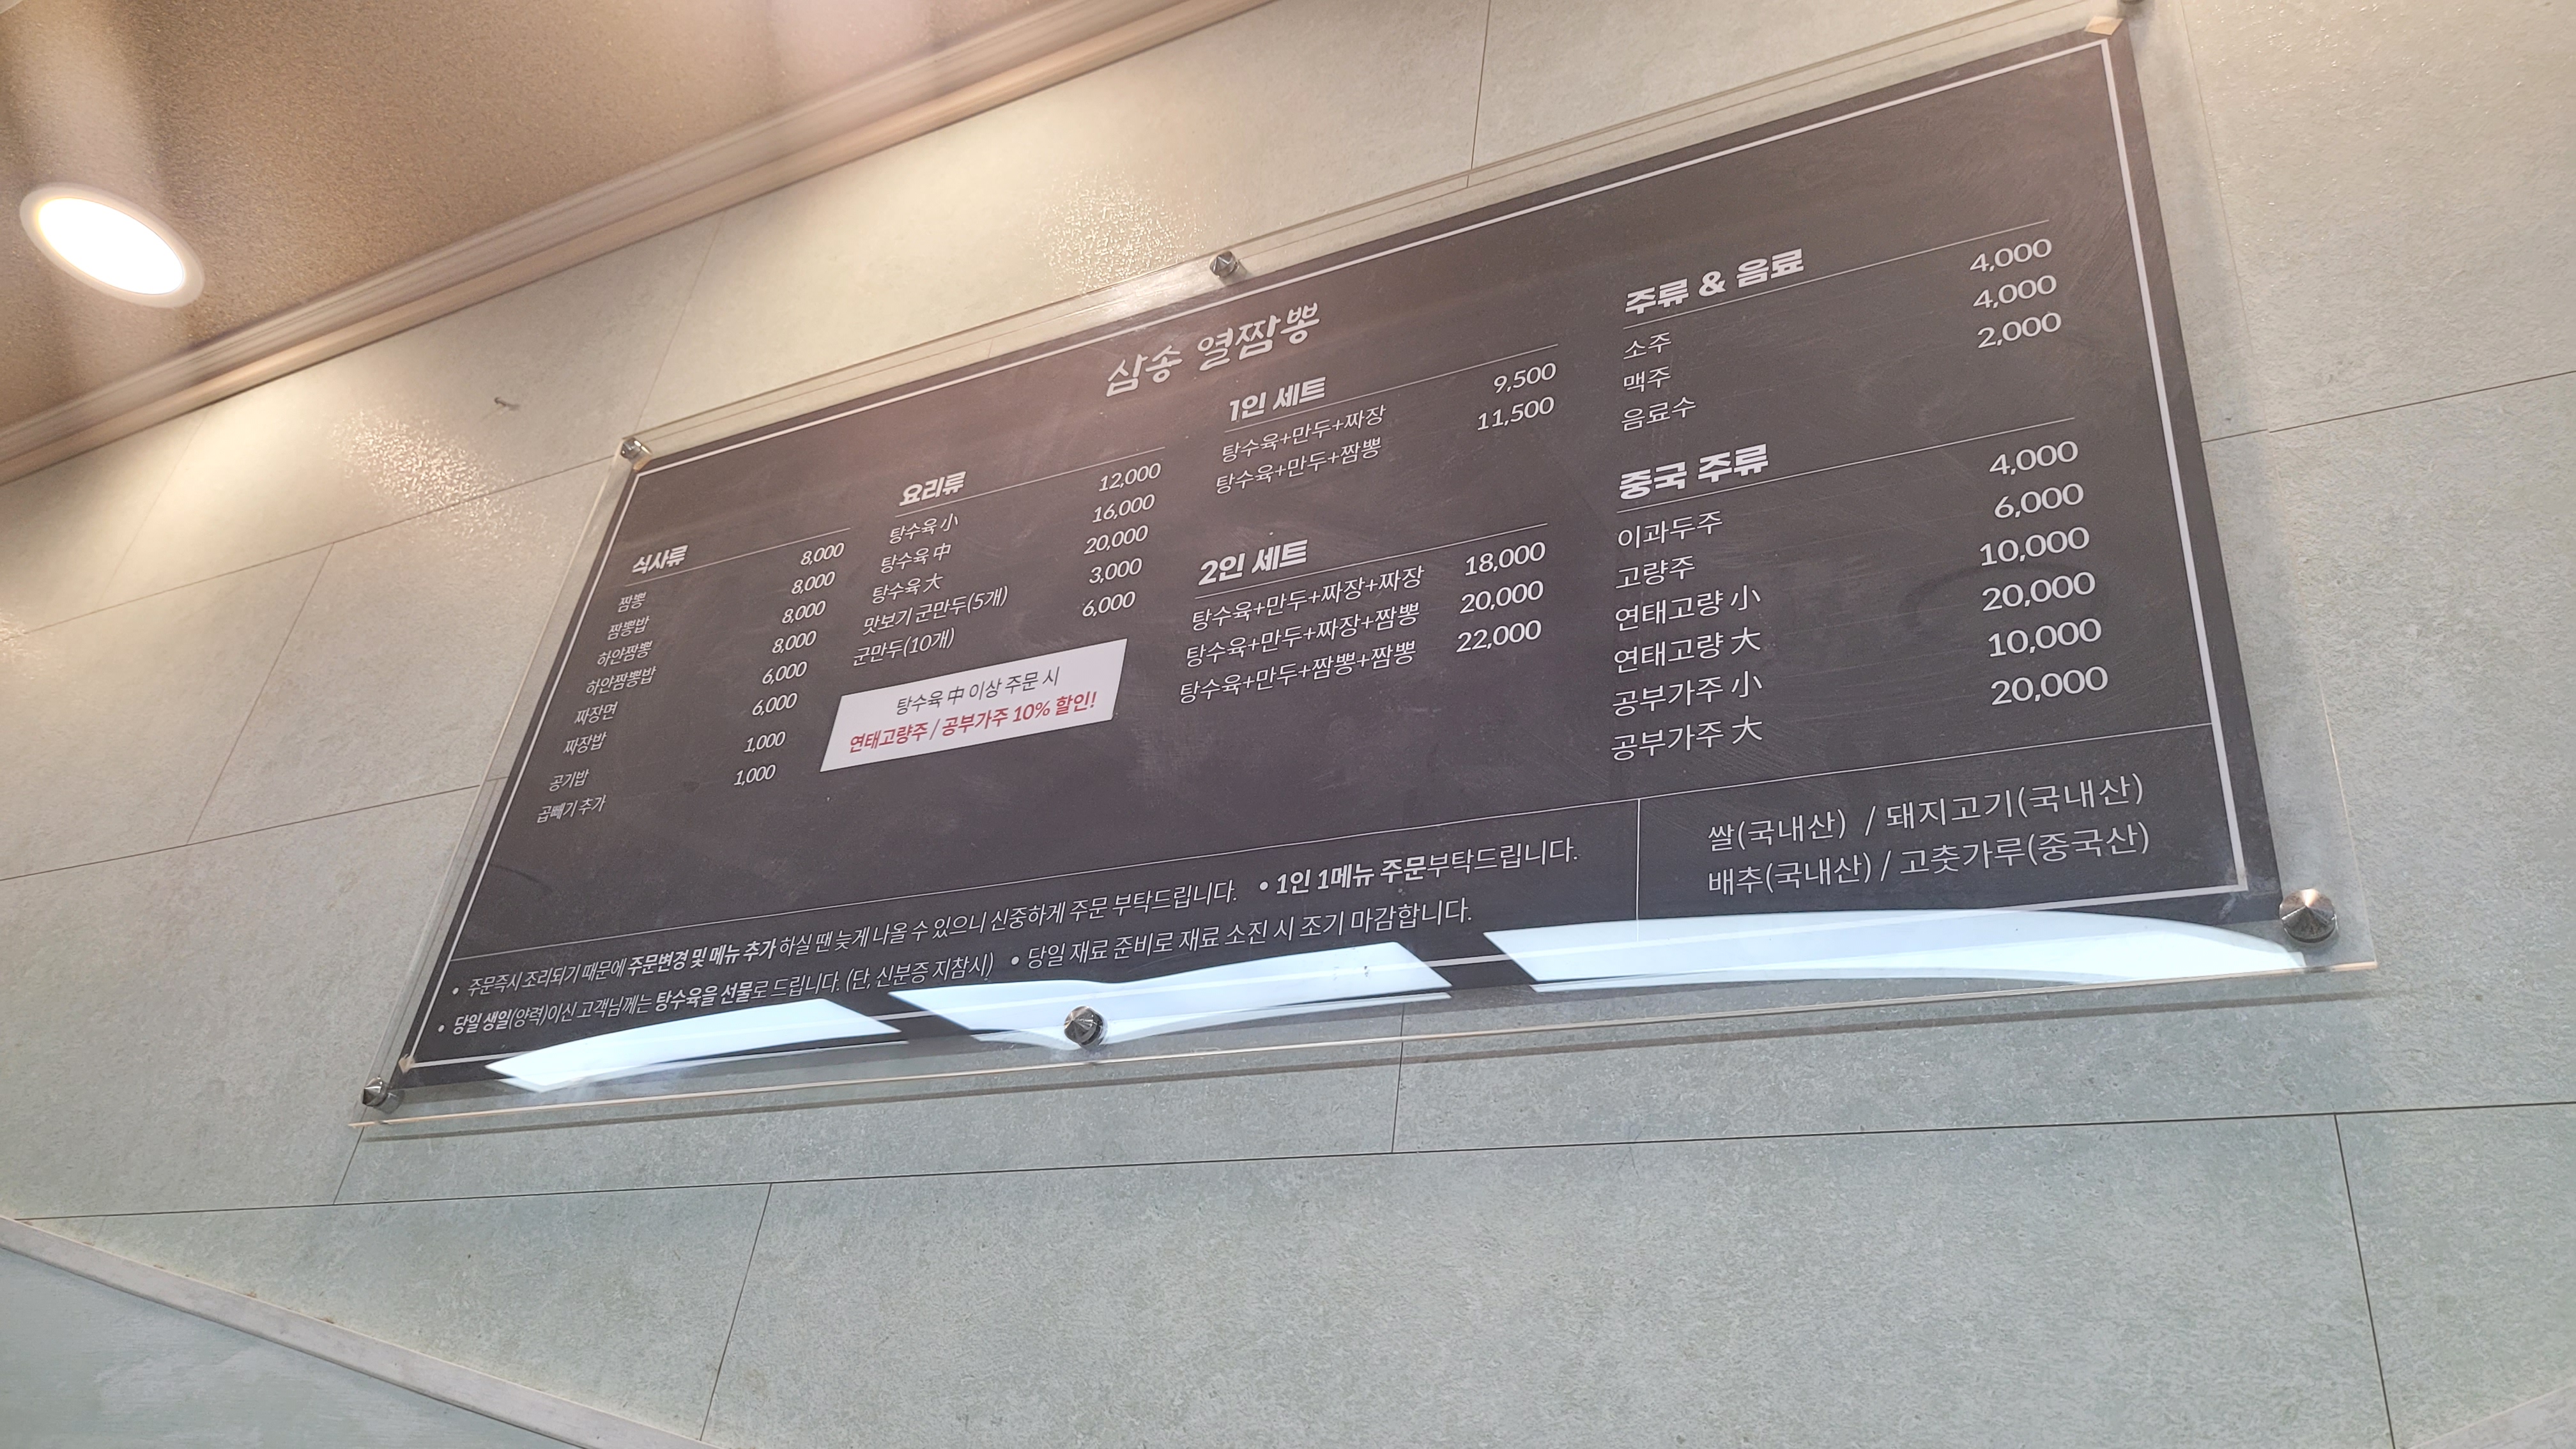 삼송 열짬뽕
식사류
짬뽕 8,000
짬뽕밥 8,000
하얀짬뽕 8,000
하얀짬뽕밥 8,000
짜장면 6,000
짜장밥 6,000
공기밥 1,000
곱빼기 추가 1,000
요리류
탕수육 小 12,000
탕수육 中 16,000
탕수육 大 20,000
맛보기 군만두(5개) 3,000
군만두(10개) 6,000
탕수육 中 이상 주문 시
연태고량주 / 공부가주 10% 할인!
1인 세트
탕수육+만두+짜장 9,500
탕수육+만두+짬뽕 11,500
2인 세트
탕수육+만두+짜장+짜장 18,000
탕수육+만두+짜장+짬뽕 20,000
탕수육+만두+짬뽕+짬뽕 22,000
주류 & 음료
소주 4,000
맥주 4,000
음료수 2,000
중국 주류
이과두주 4,000
고량주 6,000
연태고량 小 10,000
연태고량 大 20,000
공부가주 小 10,000
공부가주 大 20,000
• 주문즉시 조리되기 때문에 주문변경 및 메뉴 추가 하실 땐 늦게 나올 수 있으니 신중하게 주문 부탁드립니다. • 1인 1메뉴 주문부탁드립니다.
• 당일 생일(양력)이신 고객님께는 탕수육을 선물로 드립니다. (단, 신분증 지참시) • 당일 재료 준비로 재료 소진 시 조기 마감합니다.
쌀(국내산) / 돼지고기(국내산)
배추(국내산) / 고춧가루(중국산)